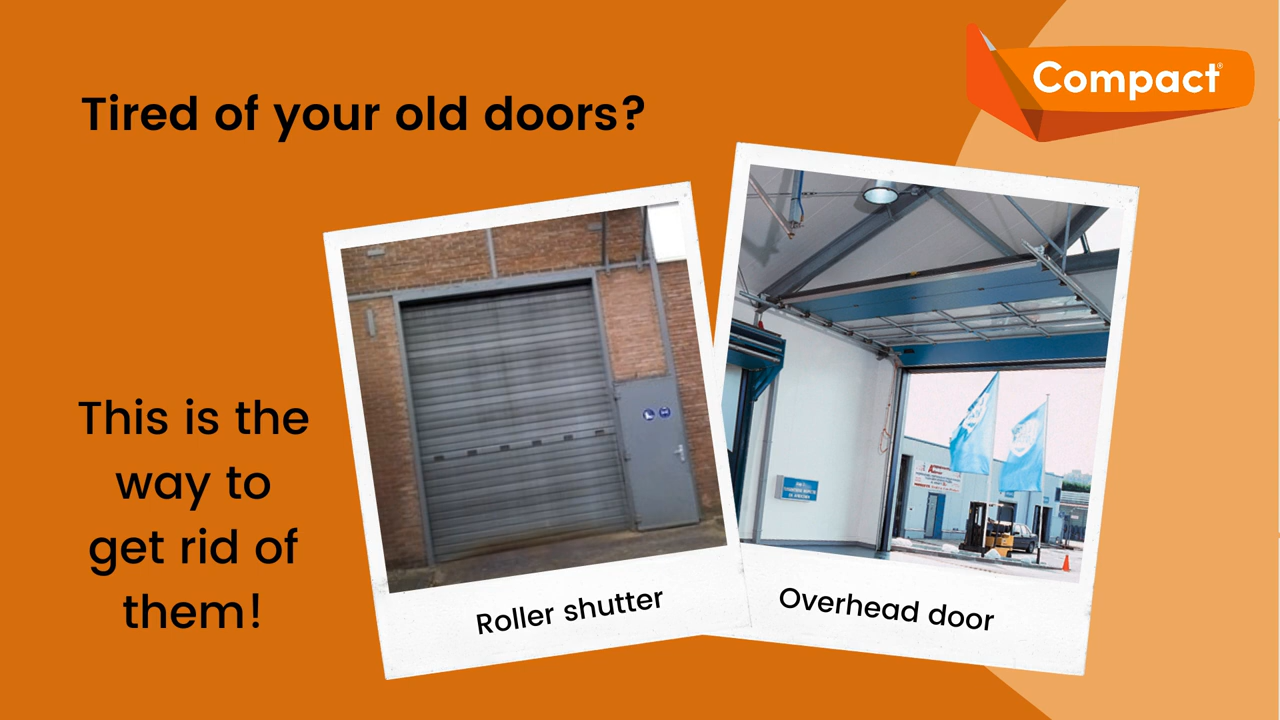 Compact®
Tired of your old doors?
This is the
way to
get rid of
them!
Roller shutter
Overhead door